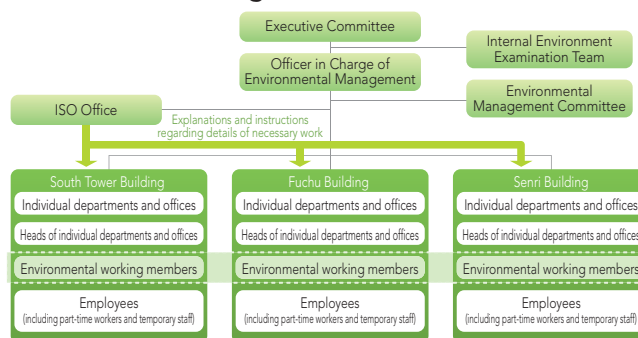 Executive Committee
Internal Environment
Examination Team
Officer in Charge of
Environmental Management
Environmental
Management Committee
ISO Office
Explanations and instructions
regarding details of necessary work
South Tower Building
Individual departments and offices
Heads of individual departments and offices
Environmental working members
Employees
(including part-time workers and temporary staff)
Fuchu Building
Individual departments and offices
Heads of individual departments and offices
Environmental working members
Employees
(including part-time workers and temporary staff)
Senri Building
Individual departments and offices
Heads of individual departments and offices
Environmental working members
Employees
(including part-time workers and temporary staff)